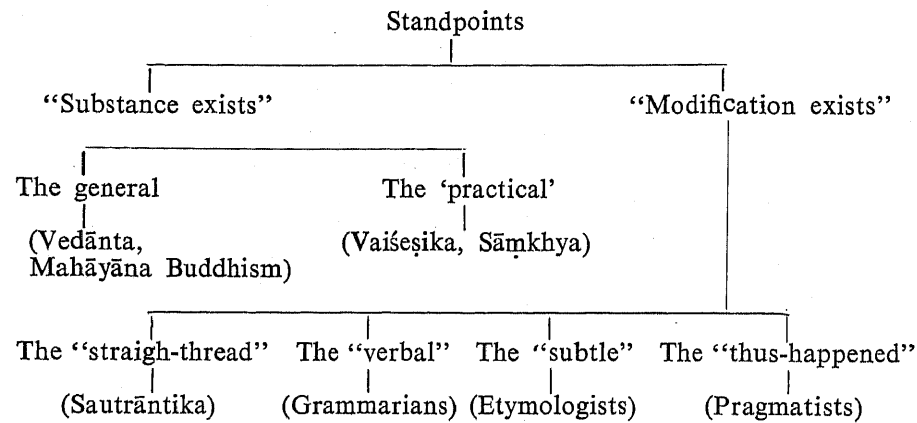 Standpoints
“Substance exists” “Modification exists”
The general The ‘practical’
(Vedānta, (Vaiśeṣika, Sāṃkhya)
Mahāyāna Buddhism)
The “straigh-thread” The “verbal” The “subtle” The “thus-happened”
(Sautrāntika) (Grammarians) (Etymologists) (Pragmatists)